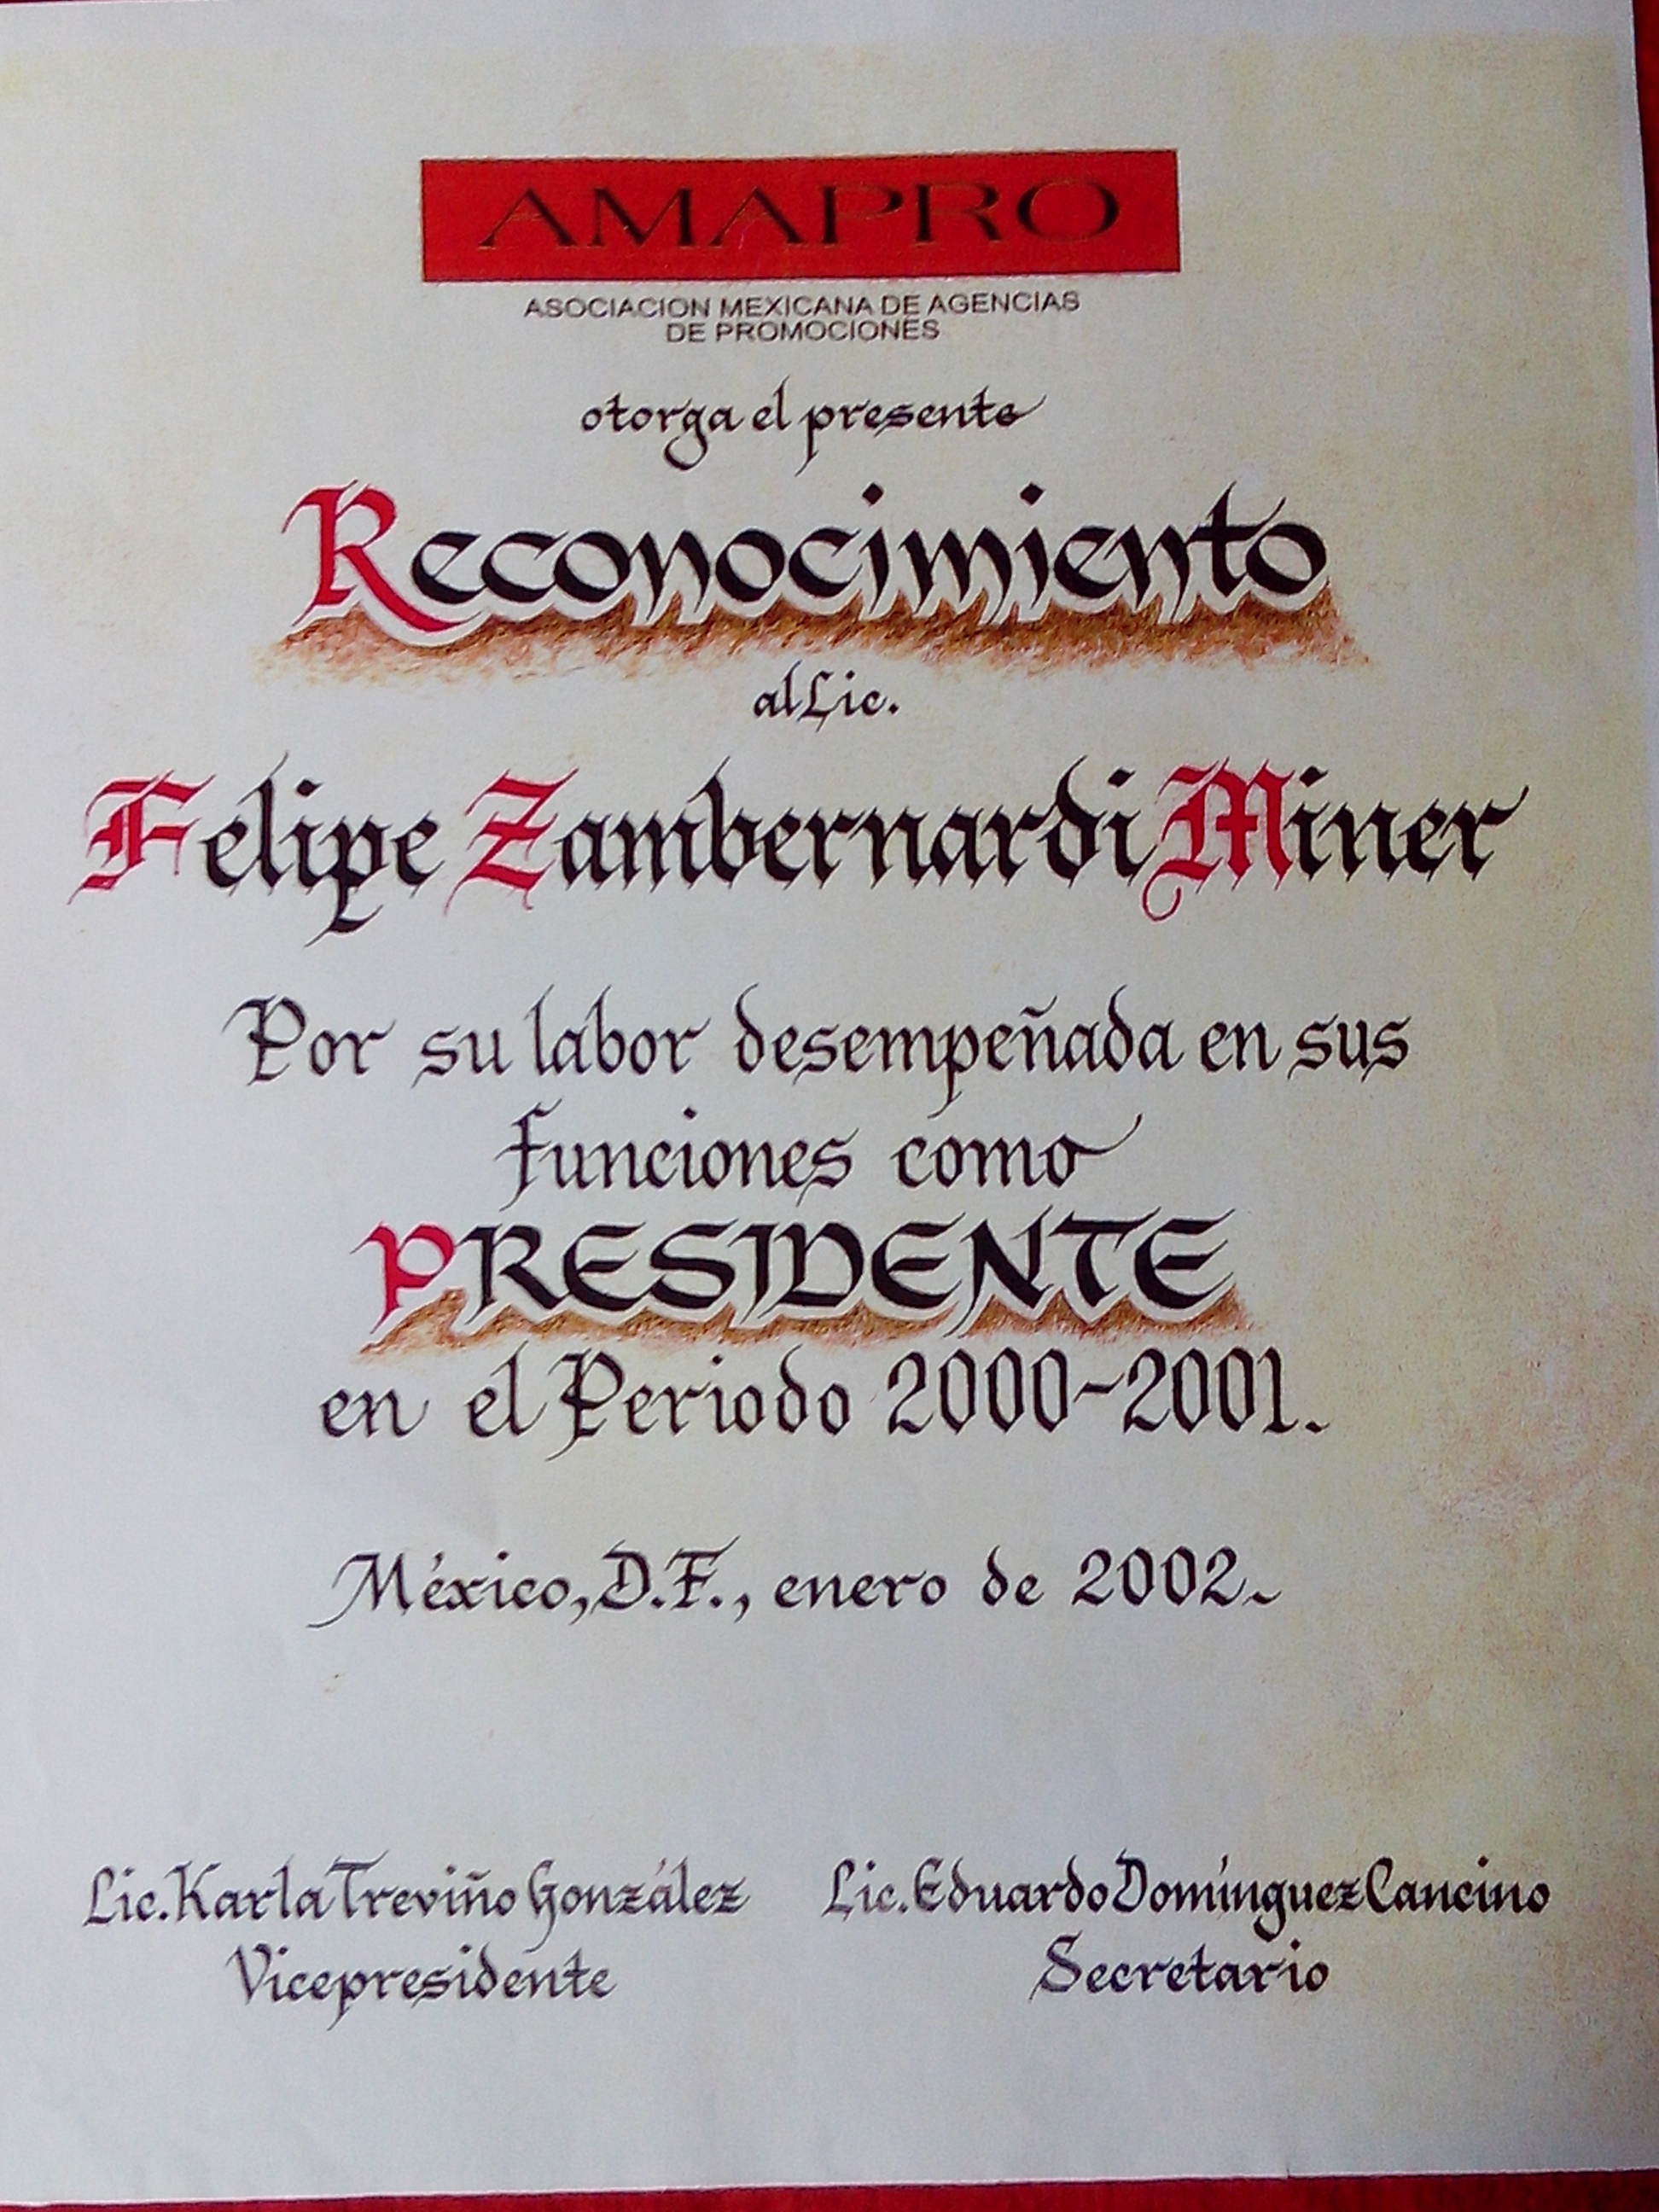 AMAPRO
ASOCIACION MEXICANA DE AGENCIAS
DE PROMOCIONES
otorga el presente
Reconocimiento
al Lic.
Felipe Zambernardi Miner
Por su labor desempeñada en sus
funciones como
PRESIDENTE
en el Periodo 2000-2001.
México, D.F., enero de 2002.
Lic. Karla Treviño González Lic. Eduardo Domínguez Cancino
Vicepresidente Secretario